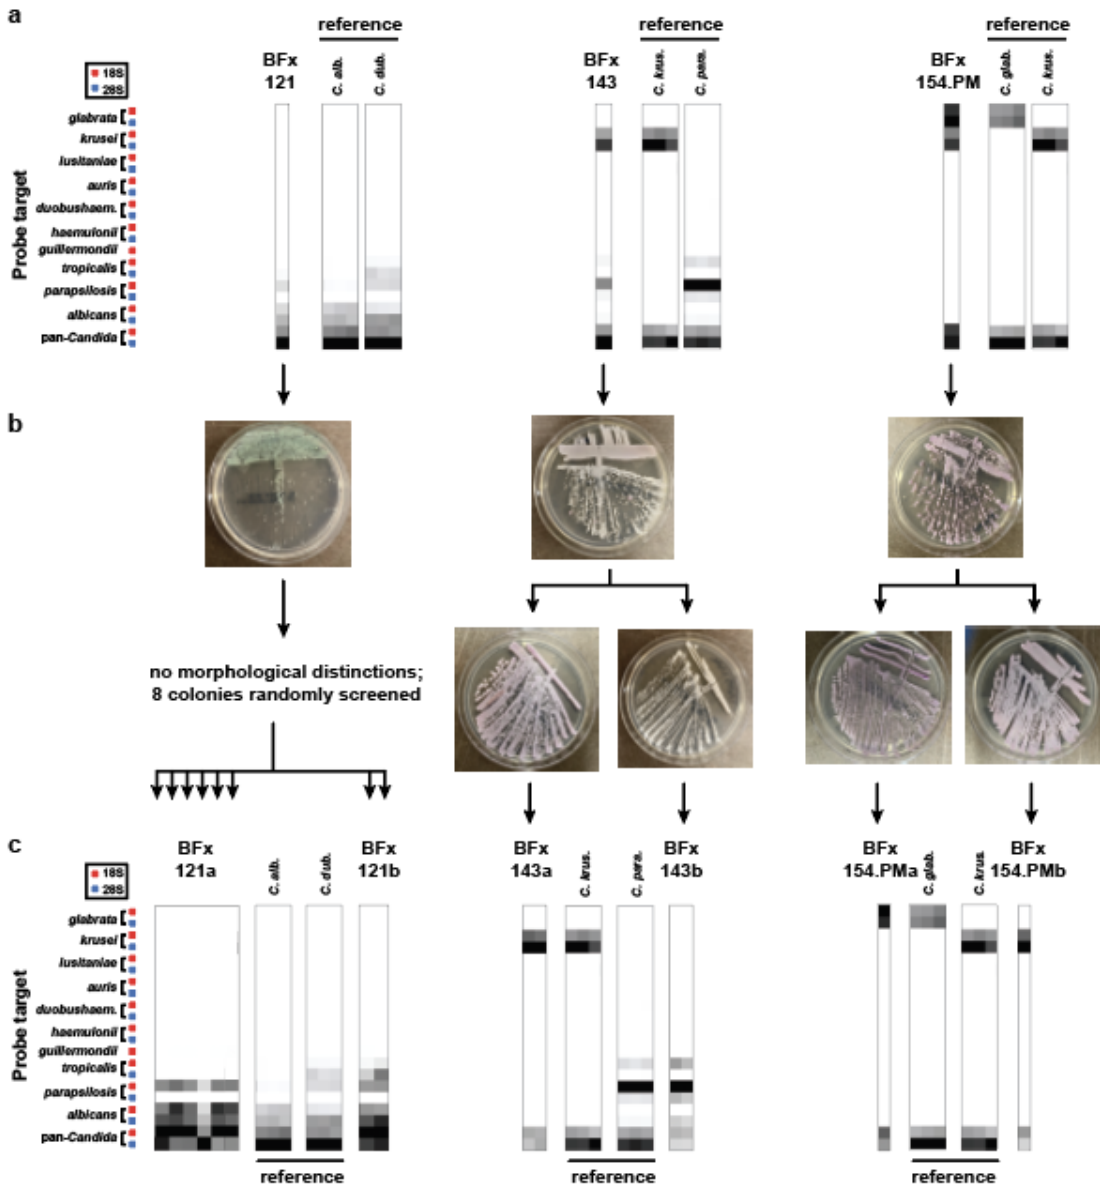 a
reference
reference
reference
BFx
121
C. alb.
C. dub.
BFx
143
C. krus.
C. para.
BFx
154.PM
C. glab.
C. krus.
18S
28S
Probe target
glabrata
krusei
lusitaniae
auris
duobushaem.
haemulonii
guillermondii
tropicalis
parapsilosis
albicans
pan-Candida
b
no morphological distinctions;
8 colonies randomly screened
c
BFx
121a
C. alb.
C. dub.
BFx
121b
BFx
143a
C. krus.
C. para.
BFx
143b
BFx
154.PMa
C. glab.
C. krus.
BFx
154.PMb
18S
28S
Probe target
glabrata
krusei
lusitaniae
auris
duobushaem.
haemulonii
guillermondii
tropicalis
parapsilosis
albicans
pan-Candida
reference
reference
reference